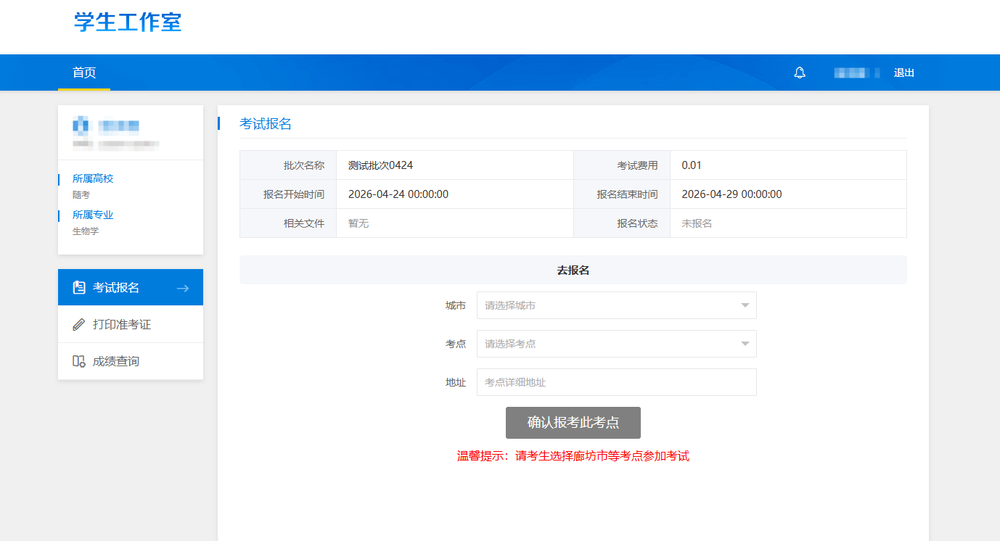 学生工作室
首页
退出
所属高校
随考
所属专业
生物学
考试报名
打印准考证
成绩查询
考试报名
批次名称 测试批次0424 考试费用 0.01
报名开始时间 2026-04-24 00:00:00 报名结束时间 2026-04-29 00:00:00
相关文件 暂无 报名状态 未报名
去报名
城市 请选择城市
考点 请选择考点
地址 考点详细地址
确认报考此考点
温馨提示：请考生选择廊坊市等考点参加考试